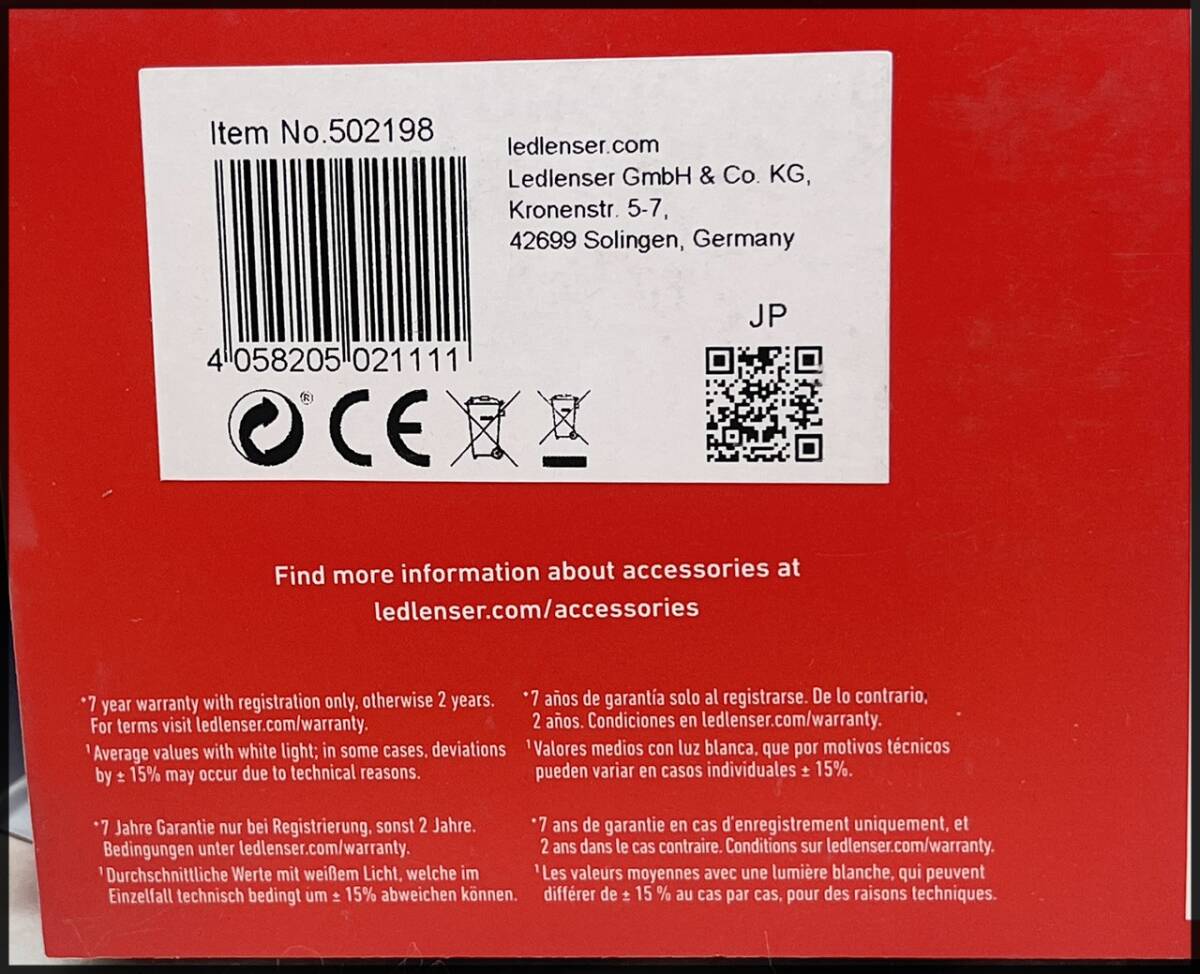 Item No.502198
4 058205 021111
®
CE
ledlenser.com
Ledlenser GmbH & Co. KG,
Kronenstr. 5-7,
42699 Solingen, Germany
JP
Find more information about accessories at
ledlenser.com/accessories
*7 year warranty with registration only, otherwise 2 years.
For terms visit ledlenser.com/warranty.
¹Average values with white light; in some cases, deviations
by ± 15% may occur due to technical reasons.
*7 años de garantía solo al registrarse. De lo contrario,
2 años. Condiciones en ledlenser.com/warranty.
¹Valores medios con luz blanca, que por motivos técnicos
pueden variar en casos individuales ± 15%.
*7 Jahre Garantie nur bei Registrierung, sonst 2 Jahre.
Bedingungen unter ledlenser.com/warranty.
¹Durchschnittliche Werte mit weißem Licht, welche im
Einzelfall technisch bedingt um ± 15% abweichen können.
*7 ans de garantie en cas d'enregistrement uniquement, et
2 ans dans le cas contraire. Conditions sur ledlenser.com/warranty.
¹Les valeurs moyennes avec une lumière blanche, qui peuvent
différer de ± 15 % au cas par cas, pour des raisons techniques.